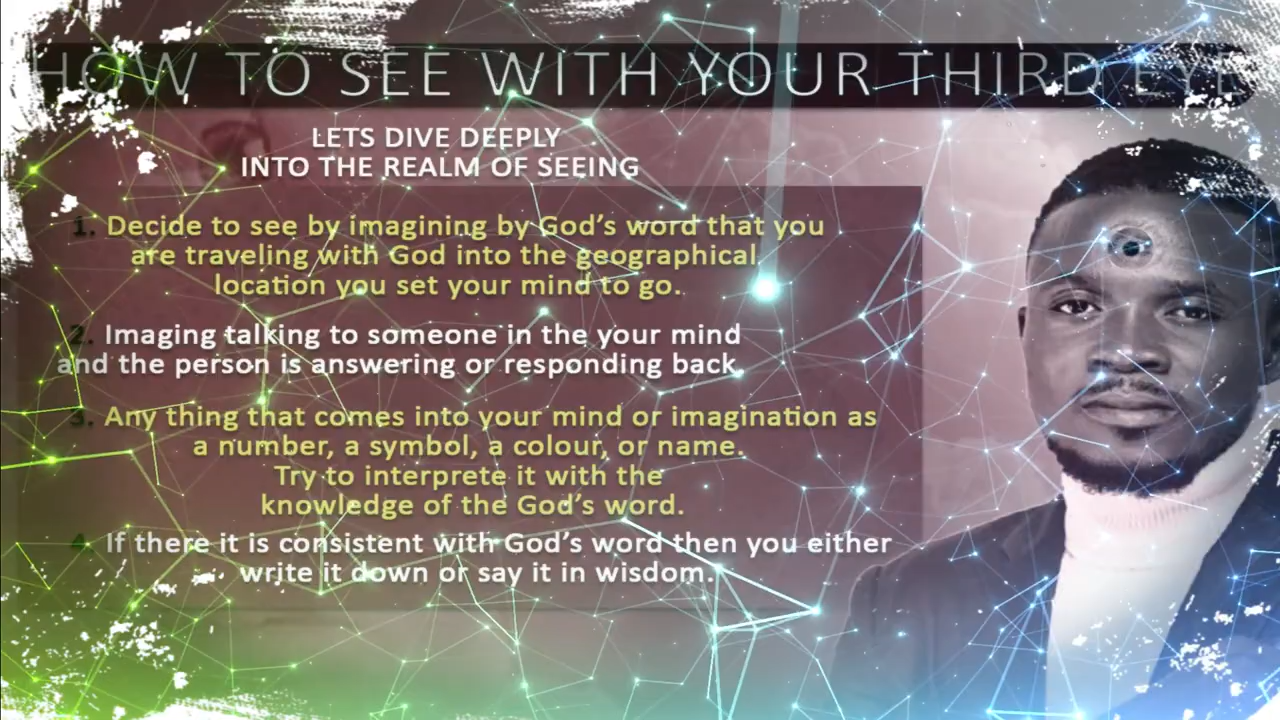 HOW TO SEE WITH YOUR THIRD EYE
LETS DIVE DEEPLY
INTO THE REALM OF SEEING
1. Decide to see by imagining by God's word that you
are traveling with God into the geographical
location you set your mind to go.
2. Imaging talking to someone in the your mind
and the person is answering or responding back.
3. Any thing that comes into your mind or imagination as
a number, a symbol, a colour, or name.
Try to interprete it with the
knowledge of the God's word.
4. If there it is consistent with God's word then you either
write it down or say it in wisdom.